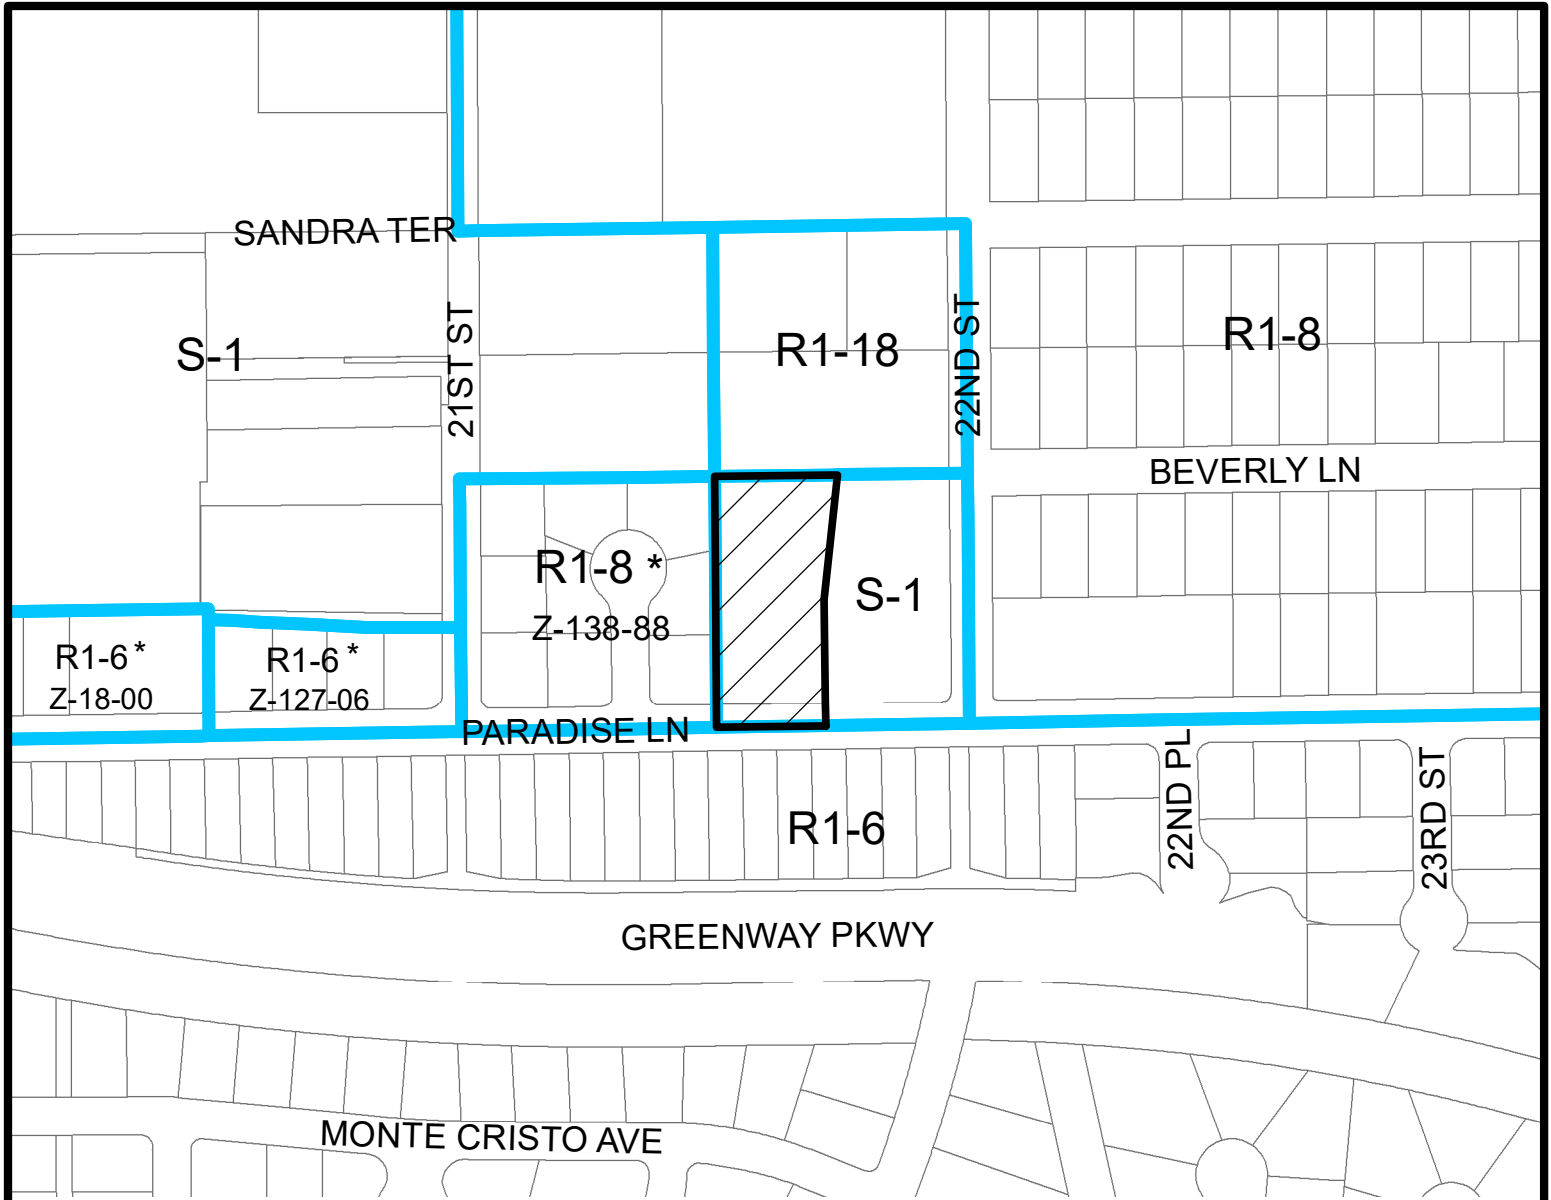 SANDRA TER
S-1
21ST ST
R1-18
22ND ST
R1-8
BEVERLY LN
R1-8 *
Z-138-88
S-1
R1-6 *
Z-18-00
R1-6 *
Z-127-06
PARADISE LN
R1-6
22ND PL
23RD ST
GREENWAY PKWY
MONTE CRISTO AVE